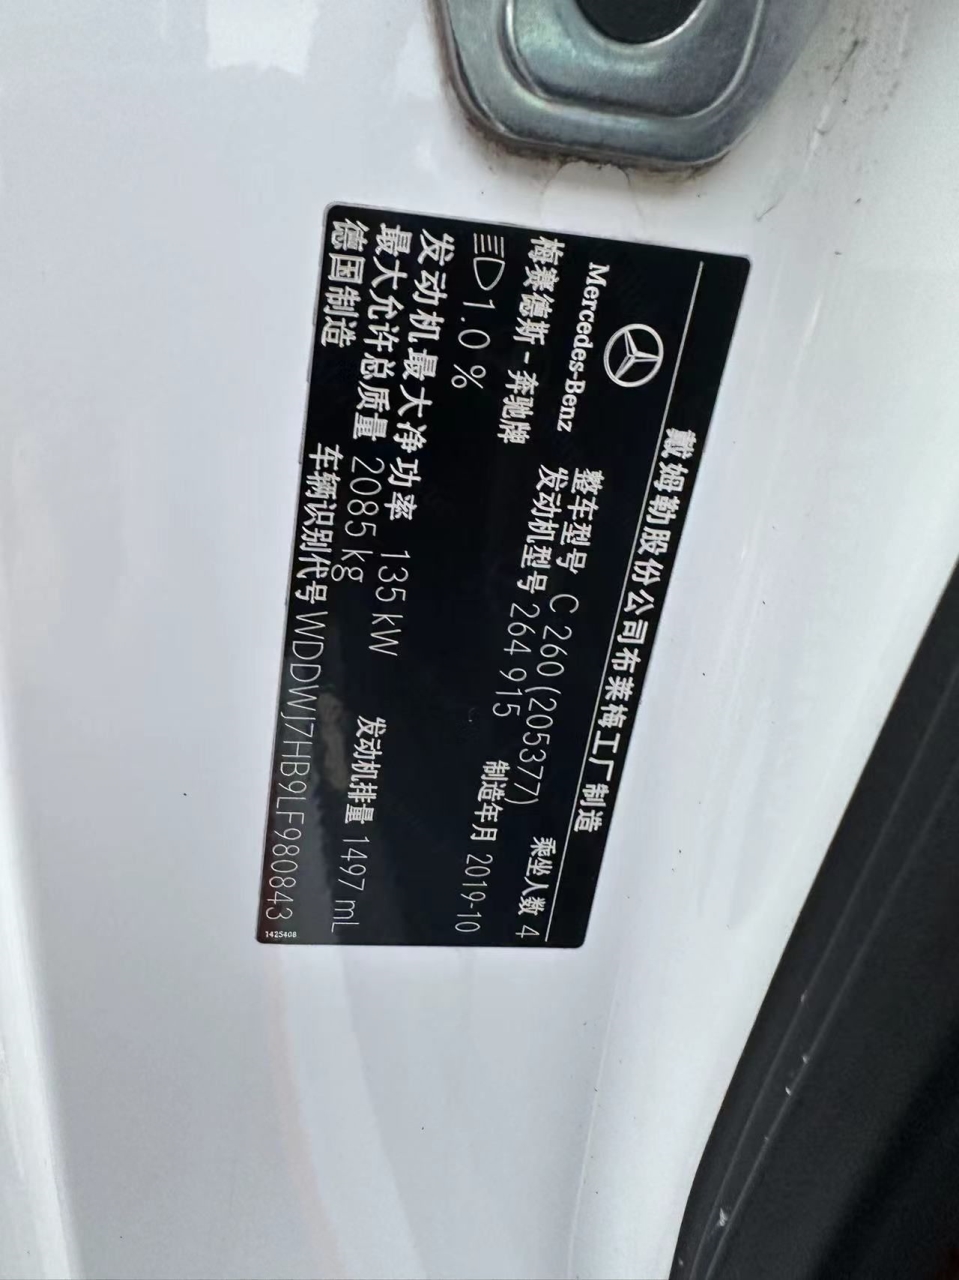 戴姆勒股份公司布莱梅工厂制造
Mercedes-Benz
梅赛德斯-奔驰牌
整车型号 C 260 (205377) 乘坐人数 4
发动机型号 264 915 制造年月 2019-10
1.0 %
发动机最大净功率 135 kW 发动机排量 1497 mL
最大允许总质量 2085 kg
德国制造 车辆识别代号 WDDWJ7HB9LF980843
1425408